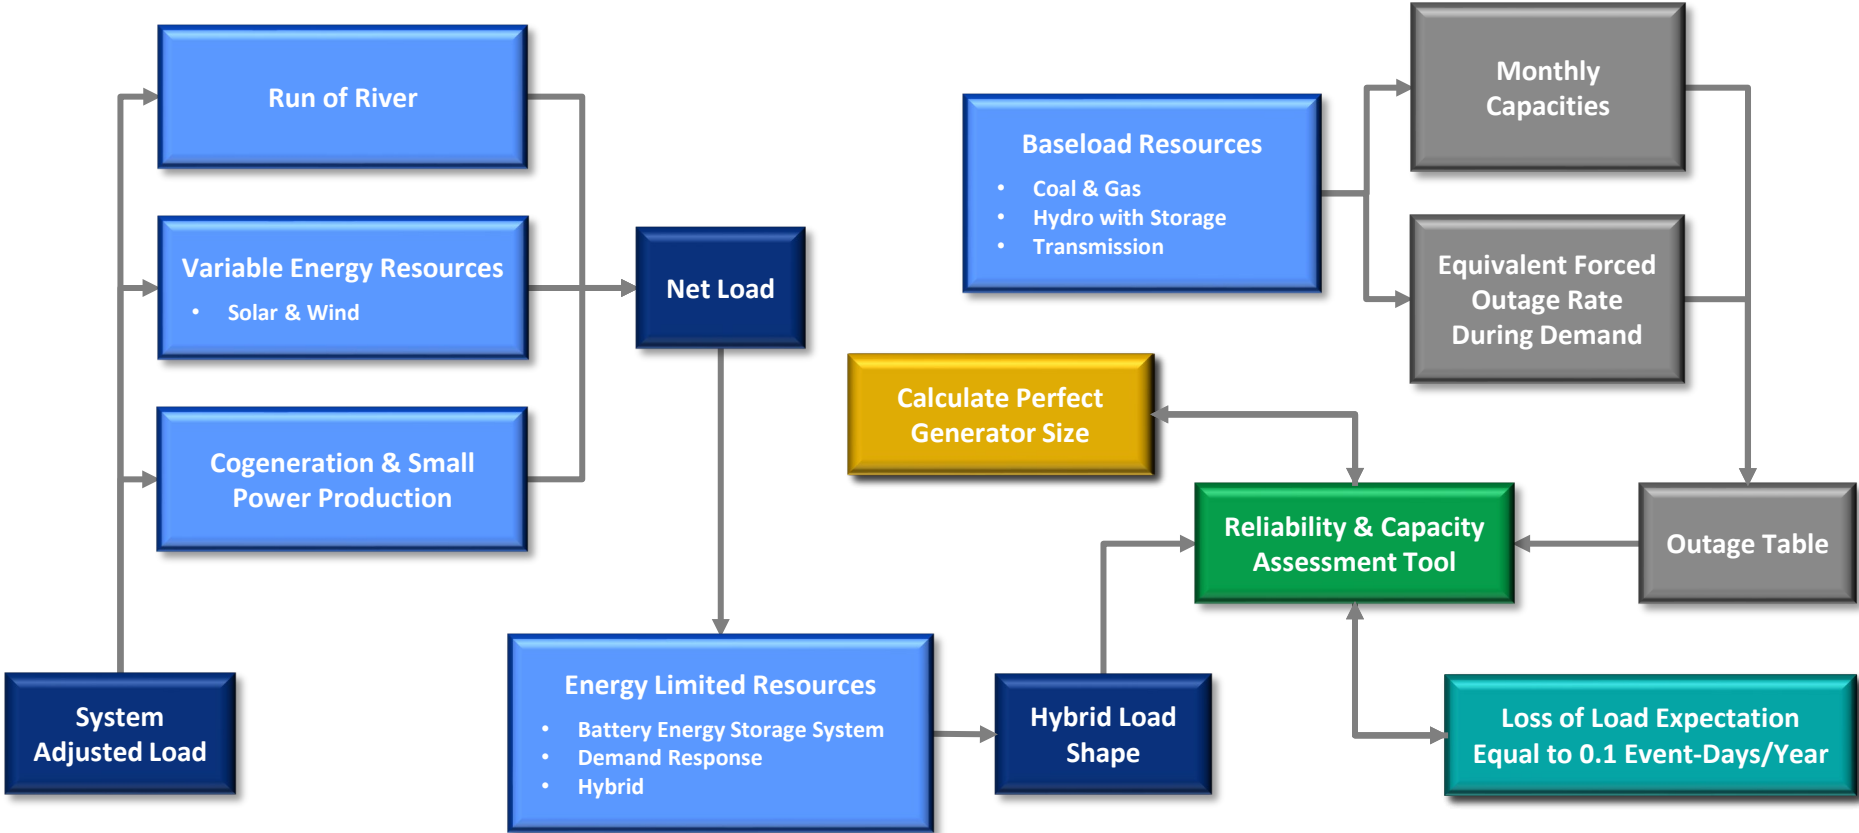 Run of River
Variable Energy Resources
• Solar & Wind
Cogeneration & Small
Power Production
System
Adjusted Load
Net Load
Energy Limited Resources
• Battery Energy Storage System
• Demand Response
• Hybrid
Hybrid Load
Shape
Baseload Resources
• Coal & Gas
• Hydro with Storage
• Transmission
Monthly
Capacities
Equivalent Forced
Outage Rate
During Demand
Calculate Perfect
Generator Size
Reliability & Capacity
Assessment Tool
Outage Table
Loss of Load Expectation
Equal to 0.1 Event-Days/Year